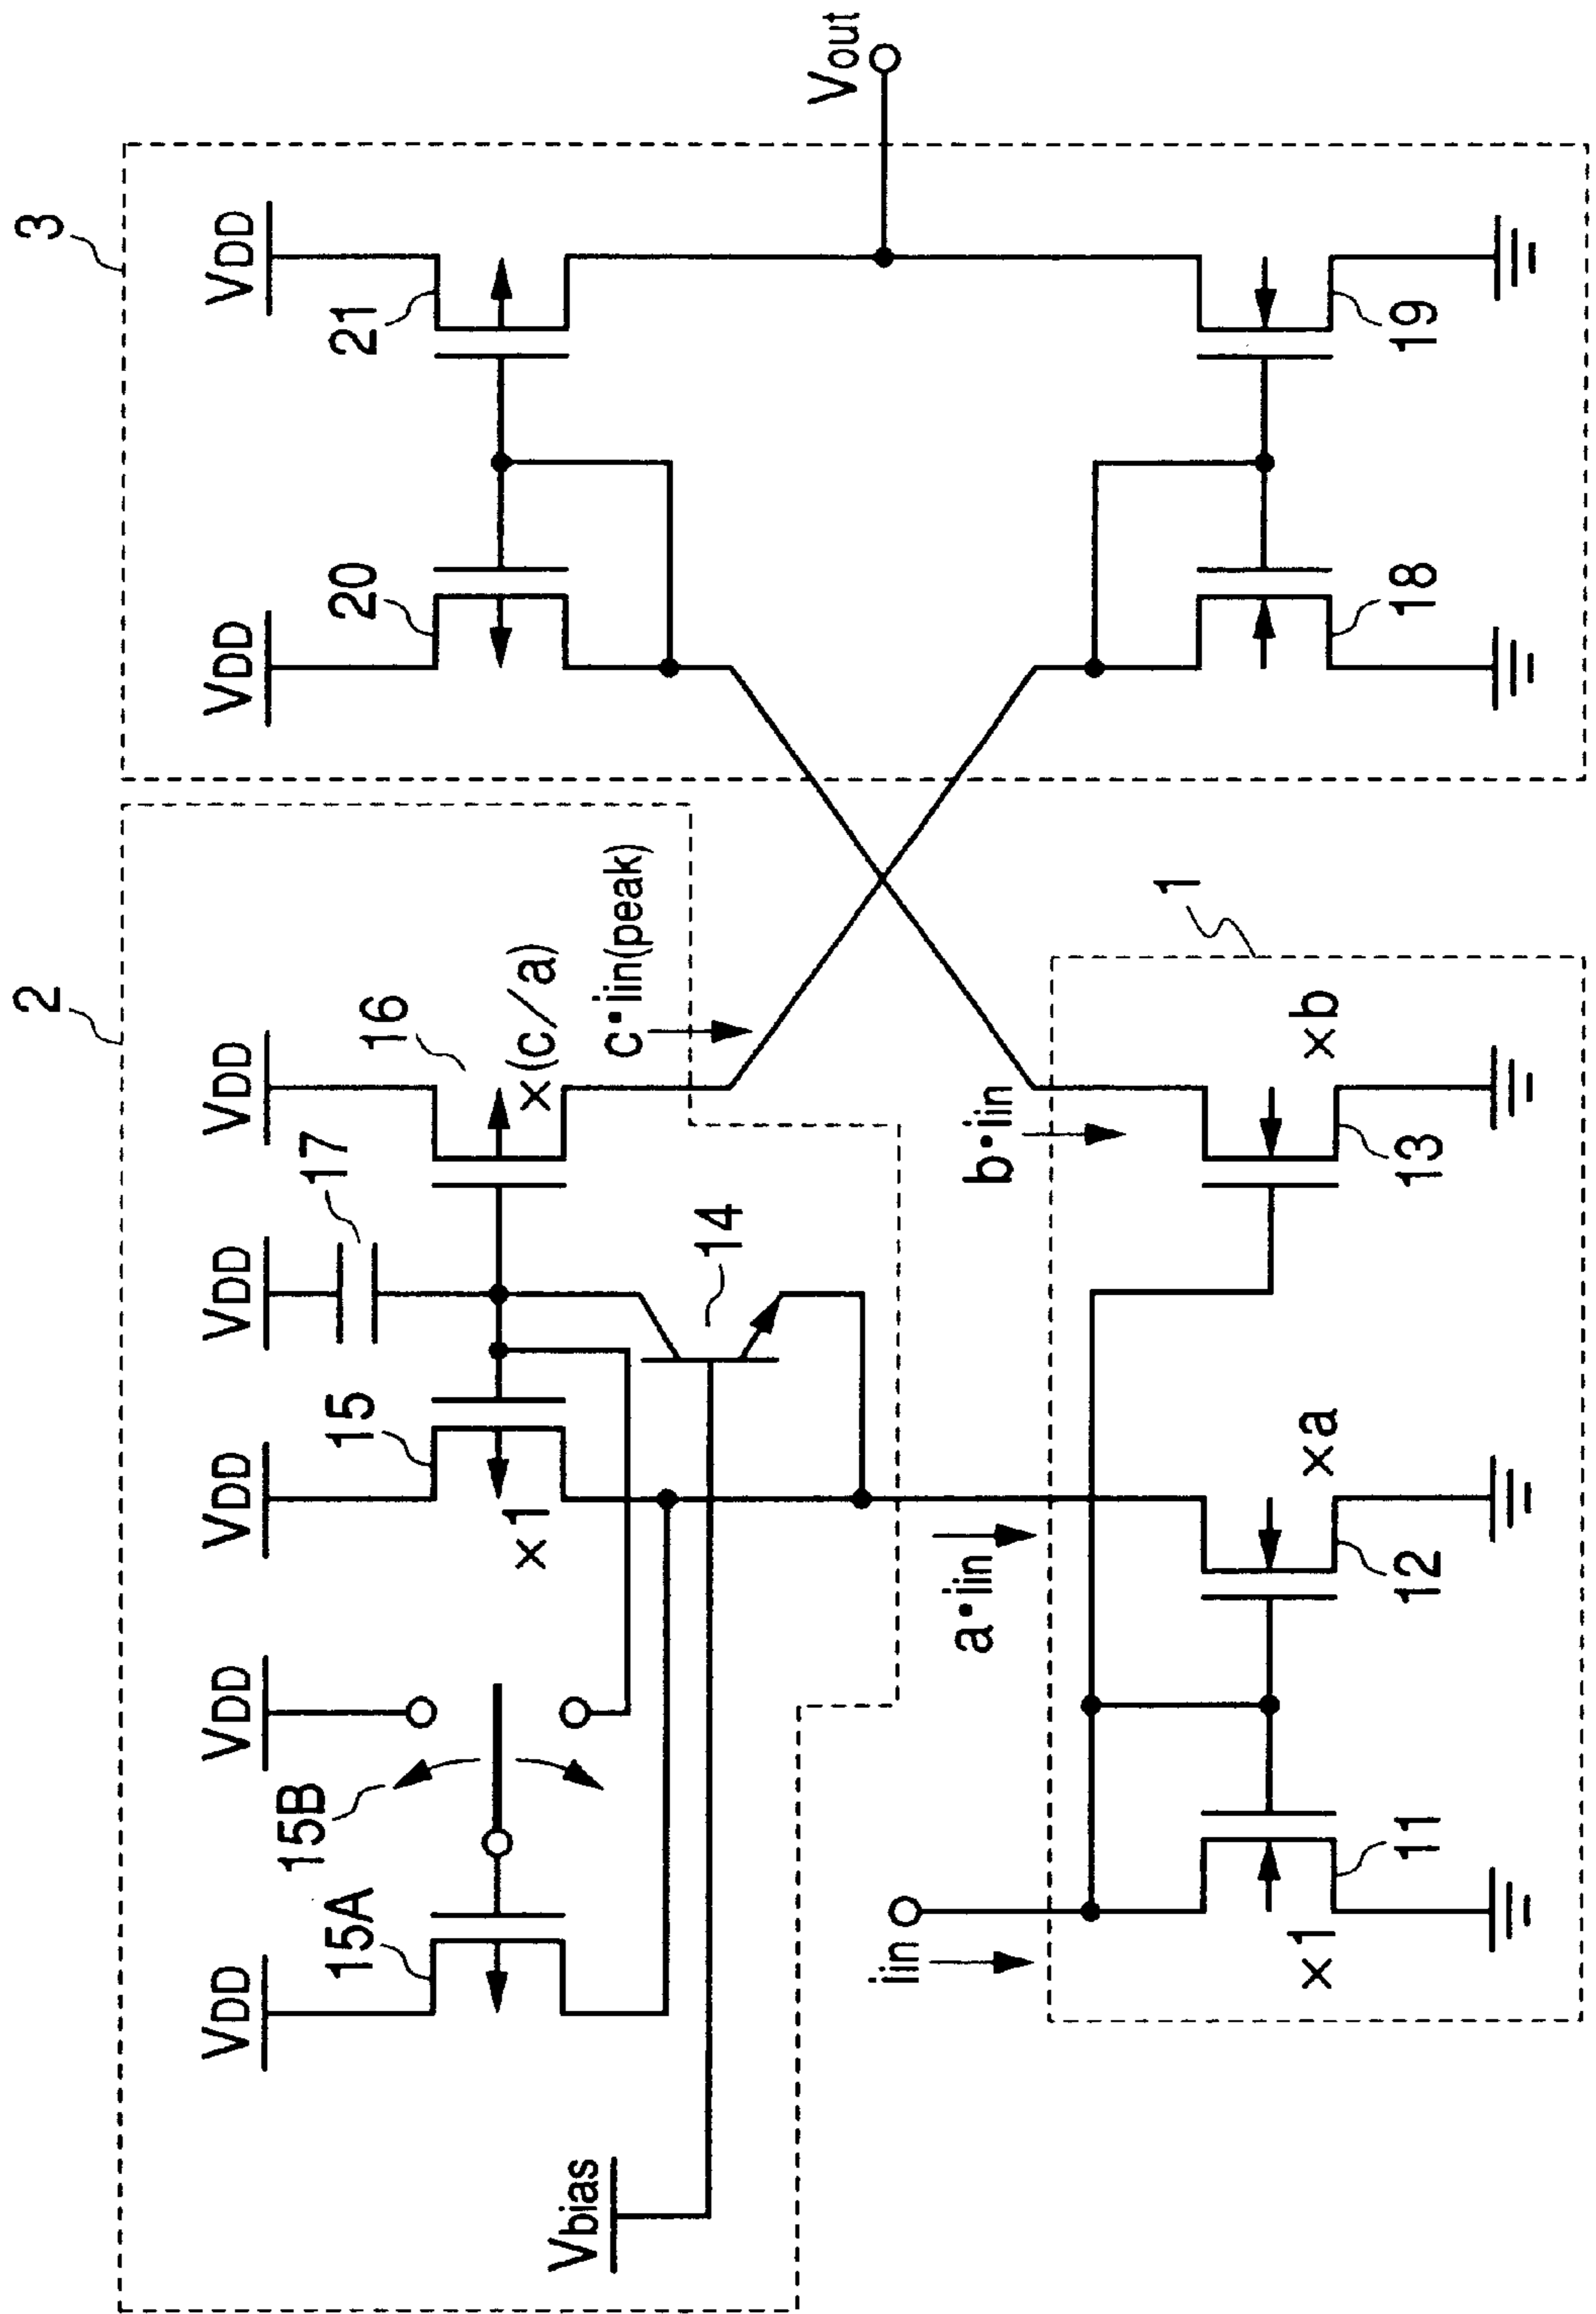 2
3
VDD
VDD
VDD
VDD
VDD
VDD
VDD
15A
15B
15
17
16
20
21
×1
×(c/a)
Vbias
14
c•iin(peak)
Vout
iin
a•iin
b•iin
1
×1
×a
×b
11
12
13
18
19